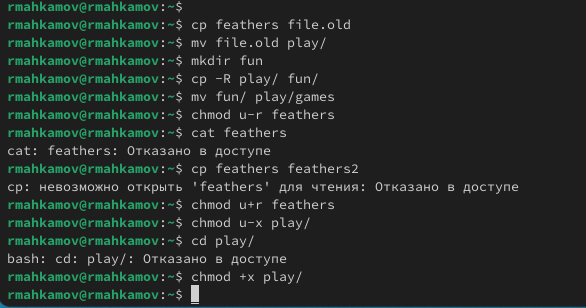 rmahkamov@rmahkamov:~$
rmahkamov@rmahkamov:~$ cp feathers file.old
rmahkamov@rmahkamov:~$ mv file.old play/
rmahkamov@rmahkamov:~$ mkdir fun
rmahkamov@rmahkamov:~$ cp -R play/ fun/
rmahkamov@rmahkamov:~$ mv fun/ play/games
rmahkamov@rmahkamov:~$ chmod u-r feathers
rmahkamov@rmahkamov:~$ cat feathers
cat: feathers: Отказано в доступе
rmahkamov@rmahkamov:~$ cp feathers feathers2
cp: невозможно открыть 'feathers' для чтения: Отказано в доступе
rmahkamov@rmahkamov:~$ chmod u+r feathers
rmahkamov@rmahkamov:~$ chmod u-x play/
rmahkamov@rmahkamov:~$ cd play/
bash: cd: play/: Отказано в доступе
rmahkamov@rmahkamov:~$ chmod +x play/
rmahkamov@rmahkamov:~$